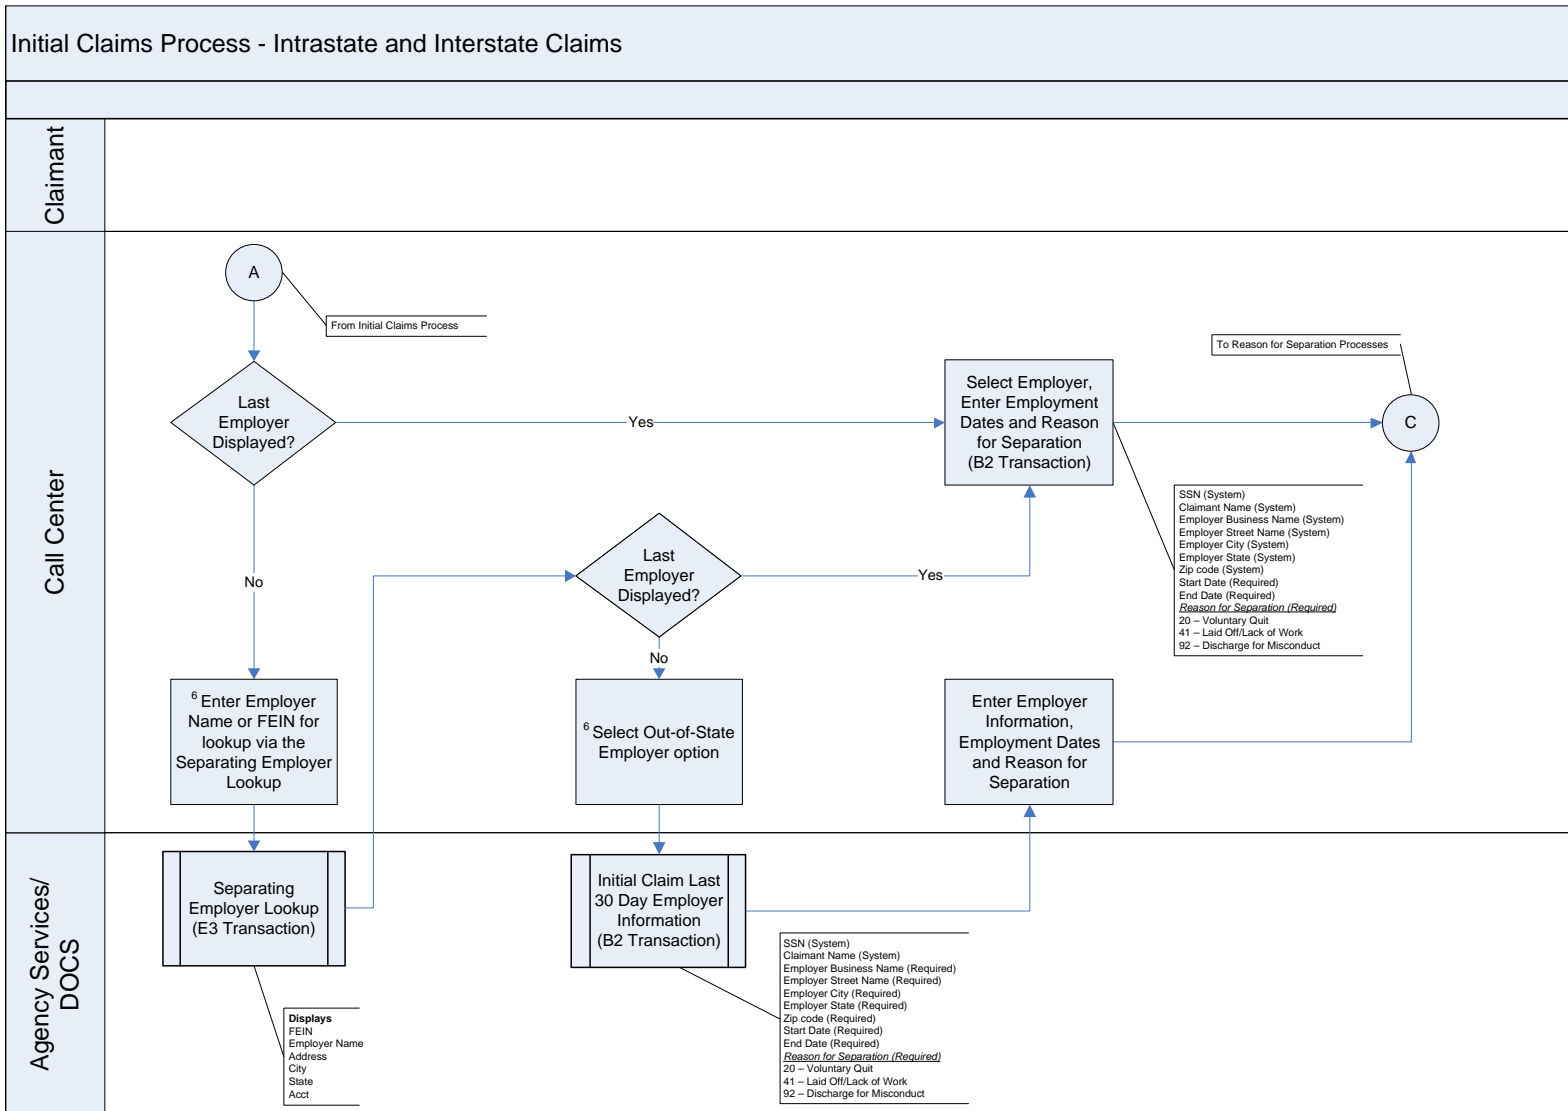 Initial Claims Process - Intrastate and Interstate Claims
Claimant
Call Center
A
From Initial Claims Process
Last
Employer
Displayed?
Yes
No
Select Employer,
Enter Employment
Dates and Reason
for Separation
(B2 Transaction)
To Reason for Separation Processes
C
SSN (System)
Claimant Name (System)
Employer Business Name (System)
Employer Street Name (System)
Employer City (System)
Employer State (System)
Zip code (System)
Start Date (Required)
End Date (Required)
Reason for Separation (Required)
20 – Voluntary Quit
41 – Laid Off/Lack of Work
92 – Discharge for Misconduct
Last
Employer
Displayed?
Yes
No
6 Enter Employer
Name or FEIN for
lookup via the
Separating Employer
Lookup
6 Select Out-of-State
Employer option
Enter Employer
Information,
Employment Dates
and Reason for
Separation
Agency Services/
DOCS
Separating
Employer Lookup
(E3 Transaction)
Displays
FEIN
Employer Name
Address
City
State
Acct
Initial Claim Last
30 Day Employer
Information
(B2 Transaction)
SSN (System)
Claimant Name (System)
Employer Business Name (Required)
Employer Street Name (Required)
Employer City (Required)
Employer State (Required)
Zip code (Required)
Start Date (Required)
End Date (Required)
Reason for Separation (Required)
20 – Voluntary Quit
41 – Laid Off/Lack of Work
92 – Discharge for Misconduct